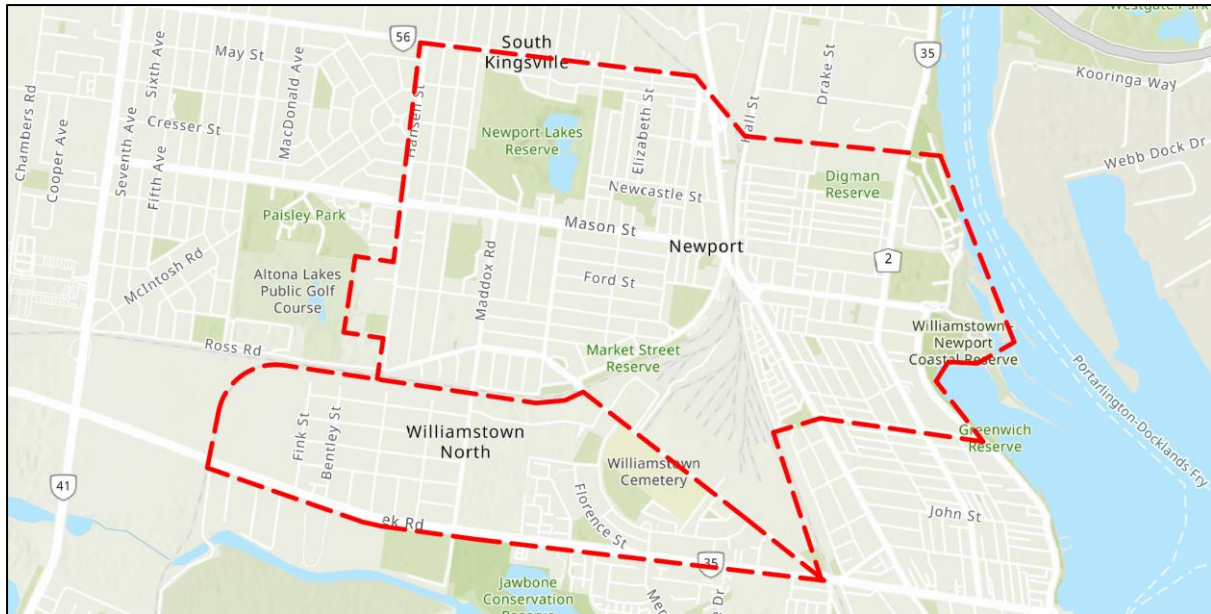 Westgate Park
56
South
Kingsville
35
May St
Sixth Ave
MacDonald Ave
Hansen St
Elizabeth St
Hall St
Drake St
Kooringa Way
Chambers Rd
Cooper Ave
Seventh Ave
Fifth Ave
Cresser St
Newport Lakes
Reserve
Newcastle St
Digman
Reserve
Webb Dock Dr
Paisley Park
Mason St
Newport
2
McIntosh Rd
Altona Lakes
Public Golf
Course
Maddox Rd
Ford St
Ross Rd
Market Street
Reserve
Williamstown -
Newport
Coastal Reserve
Portarlington-Docklands Fry
Fink St
Bentley St
Williamstown
North
Williamstown
Cemetery
Greenwich
Reserve
41
Florence St
John St
ek Rd
35
Jawbone
Conservation
Dr